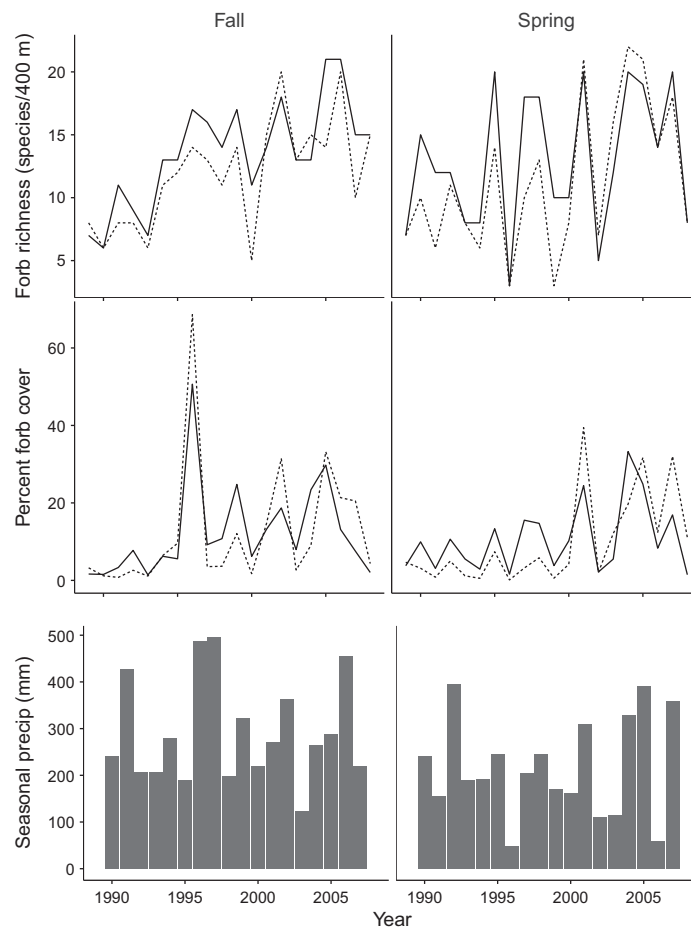 Fall Spring
Forb richness (species/400 m)
20
15
10
5
Percent forb cover
60
40
20
0
Seasonal precip (mm)
500
400
300
200
100
0
1990 1995 2000 2005 1990 1995 2000 2005
Year